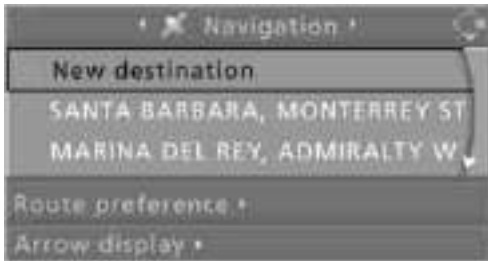 Navigation
New destination
SANTA BARBARA, MONTERREY ST
MARINA DEL REY, ADMIRALTY W
Route preference
Arrow display